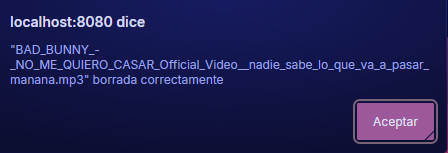 localhost:8080 dice
"BAD_BUNNY_-
_NO_ME_QUIERO_CASAR_Official_Video__nadie_sabe_lo_que_va_a_pasar_
manana.mp3" borrada correctamente
Aceptar